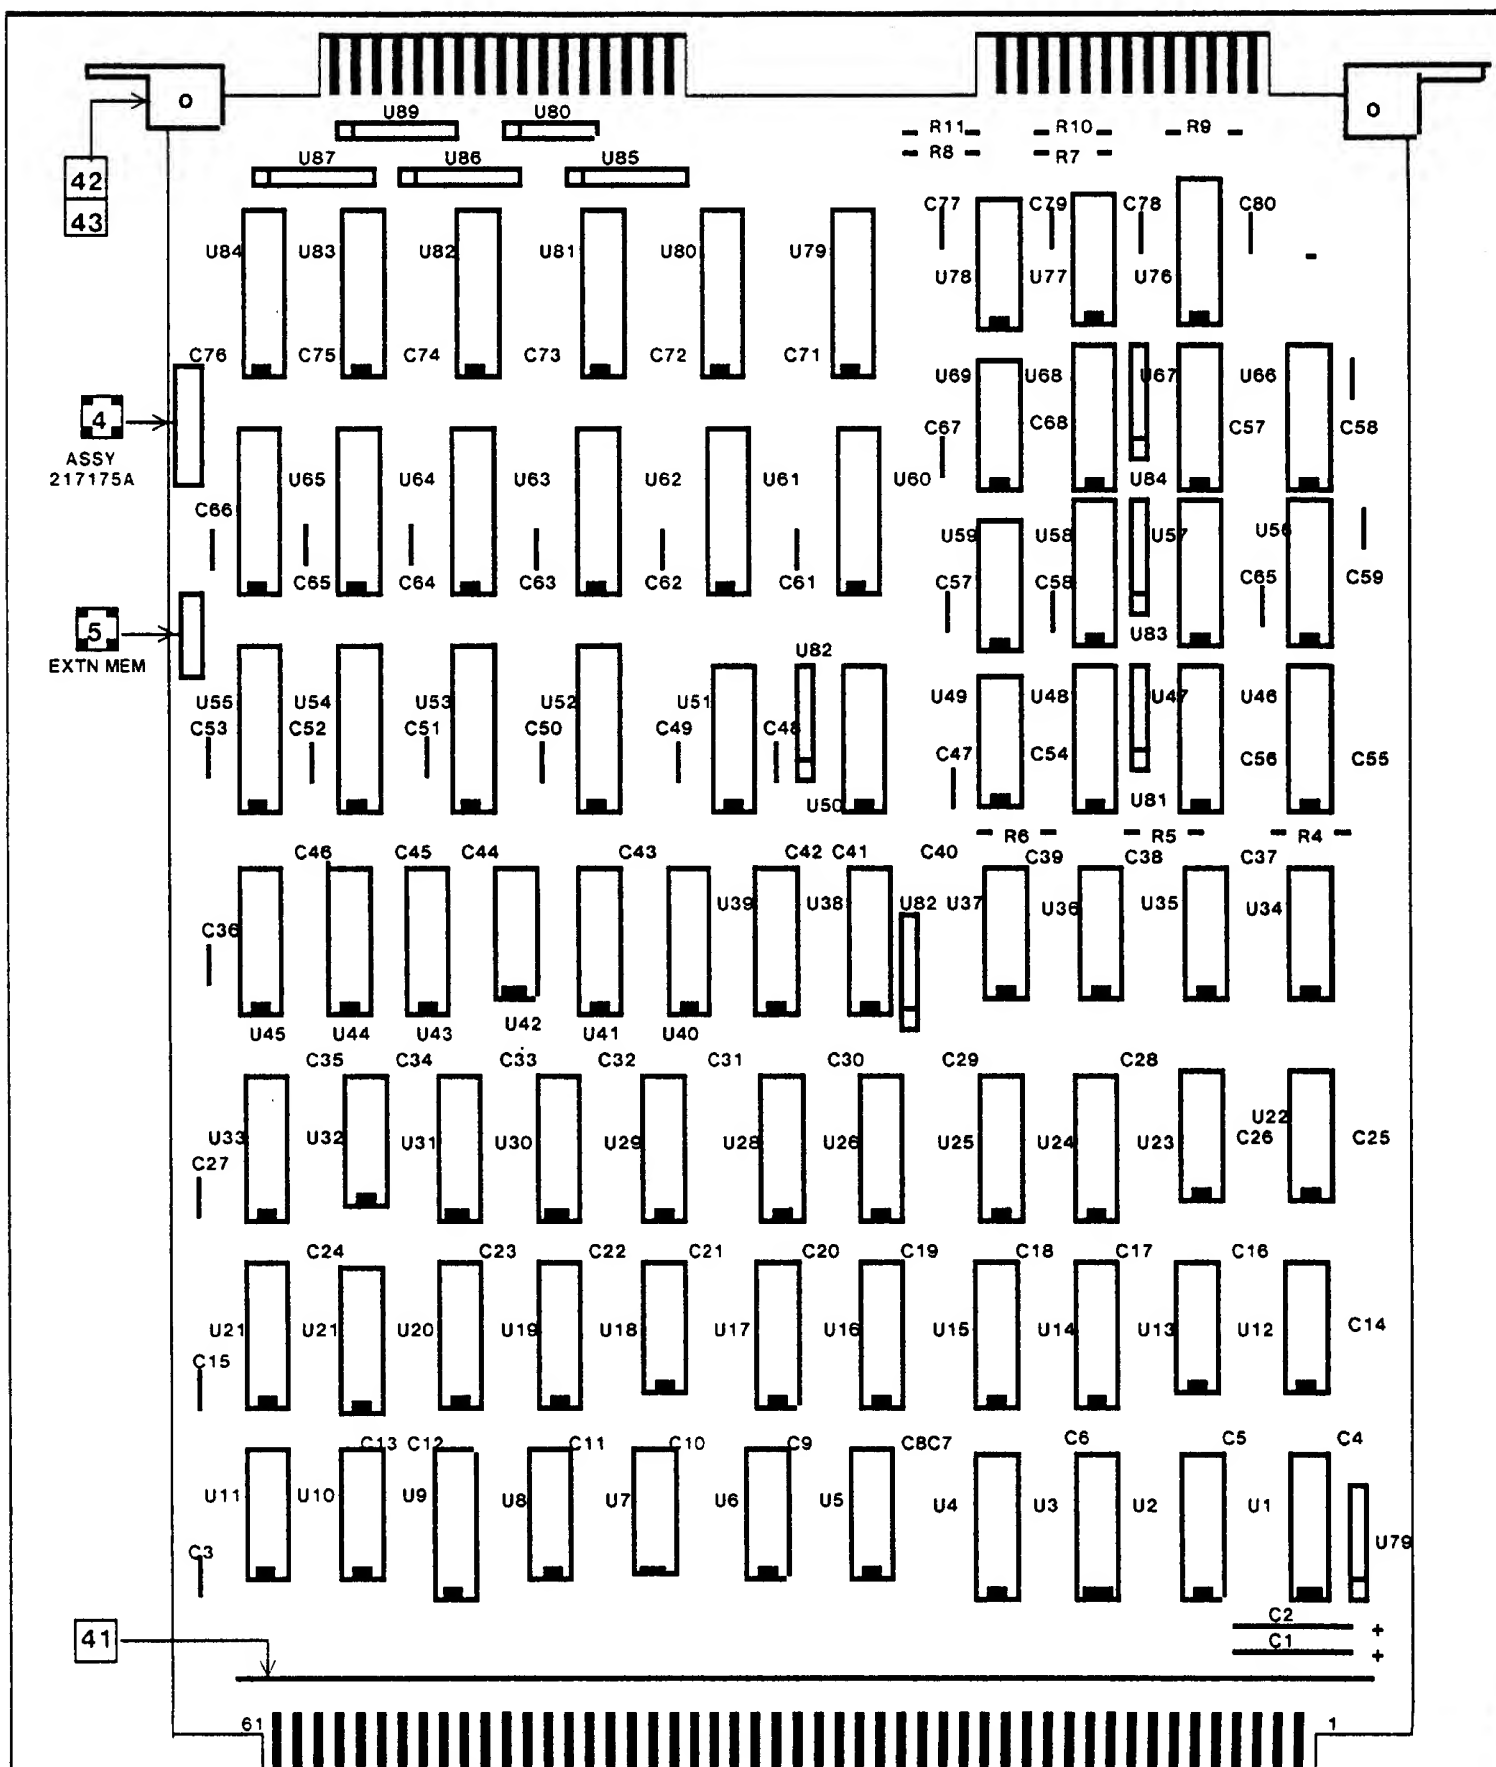 U89 U80 R11 R10 R9
R8 R7
U87 U86 U85
42
43
C77 C79 C78 C80
U84 U83 U82 U81 U80 U79
U78 U77 U76
C76 C75 C74 C73 C72 C71
U69 U68 U67 U66
4
ASSY
217175A
C67 C68 C57 C58
U65 U64 U63 U62 U61 U60 U84
C66
U59 U58 U57 U56
C65 C64 C63 C62 C61 C57 C58 C65 C59
5
EXTN MEM
U83
U82
U55 U54 U53 U52 U51 U49 U48 U47 U46
C53 C52 C51 C50 C49 C48 C47 C54 C56 C55
U50 U81
R6 R5 R4
C46 C45 C44 C43 C42 C41 C40 C39 C38 C37
U39 U38 U82 U37 U36 U35 U34
C36
U45 U44 U43 U42 U41 U40
C35 C34 C33 C32 C31 C30 C29 C28
U33 U32 U31 U30 U29 U28 U26 U25 U24 U23 U22 C26 C25
C27
C24 C23 C22 C21 C20 C19 C18 C17 C16
U21 U21 U20 U19 U18 U17 U16 U15 U14 U13 U12 C14
C15
C13 C12 C11 C10 C9 C8C7 C6 C5 C4
U11 U10 U9 U8 U7 U6 U5 U4 U3 U2 U1
U79
C3
C2 +
41
C1 +
61 1